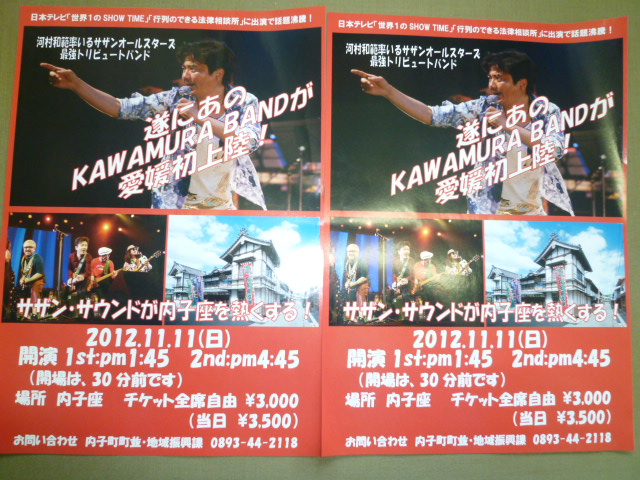 日本テレビ「世界1のSHOW TIME」「行列のできる法律相談所」に出演で話題沸騰！
河村和範率いるサザンオールスターズ
最強トリビュートバンド
遂にあの
KAWAMURA BANDが
愛媛初上陸！
サザン・サウンドが内子座を熱くする！
2012.11.11(日)
開演 1st:pm1:45 2nd:pm4:45
（開場は、30分前です）
場所 内子座 チケット全席自由 ¥3.000
（当日 ¥3.500）
お問い合わせ 内子町町並・地域振興課 0893-44-2118
日本テレビ「世界1のSHOW TIME」「行列のできる法律相談所」に出演で話題沸騰！
河村和範率いるサザンオールスターズ
最強トリビュートバンド
遂にあの
KAWAMURA BANDが
愛媛初上陸！
サザン・サウンドが内子座を熱くする！
2012.11.11(日)
開演 1st:pm1:45 2nd:pm4:45
（開場は、30分前です）
場所 内子座 チケット全席自由 ¥3.000
（当日 ¥3.500）
お問い合わせ 内子町町並・地域振興課 0893-44-2118